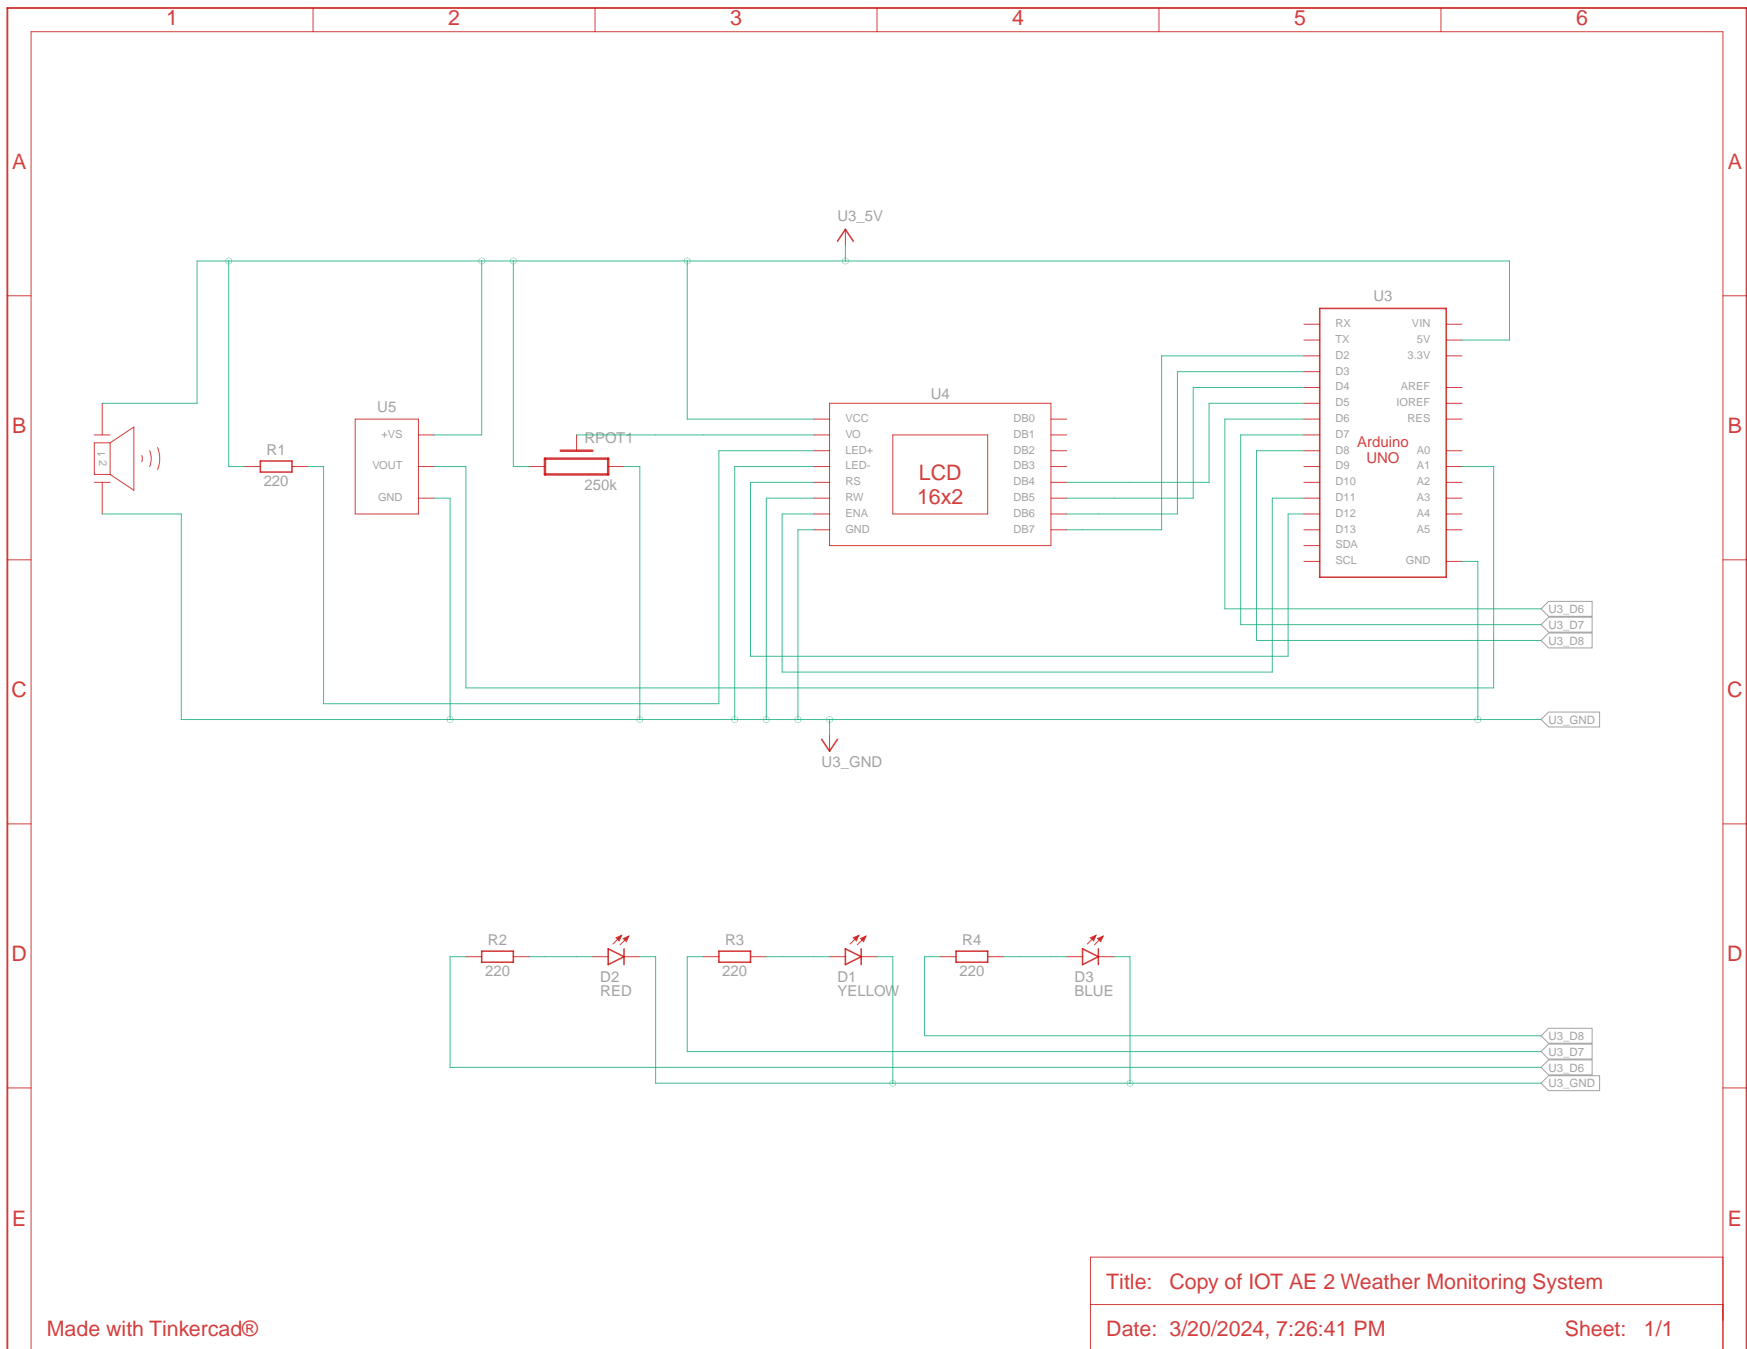 1 2 3 4 5 6
A A
U3_5V
B B
U3
RX VIN
TX 5V
D2 3.3V
D3
D4 AREF
D5 IOREF
D6 RES
D7
Arduino
UNO
D8 A0
D9 A1
D10 A2
D11 A3
D12 A4
D13 A5
SDA
SCL GND
U4
VCC DB0
VO DB1
LED+ DB2
LED- DB3
RS DB4
RW DB5
ENA DB6
GND DB7
LCD
16x2
RPOT1
250k
U5
+VS
VOUT
GND
R1
220
1 2
U3_D6
U3_D7
U3_D8
C C
U3_GND
U3_GND
D D
R2
220
D2
RED
R3
220
D1
YELLOW
R4
220
D3
BLUE
U3_D8
U3_D7
U3_D6
U3_GND
E E
Title: Copy of IOT AE 2 Weather Monitoring System
Made with Tinkercad®
Date: 3/20/2024, 7:26:41 PM Sheet: 1/1